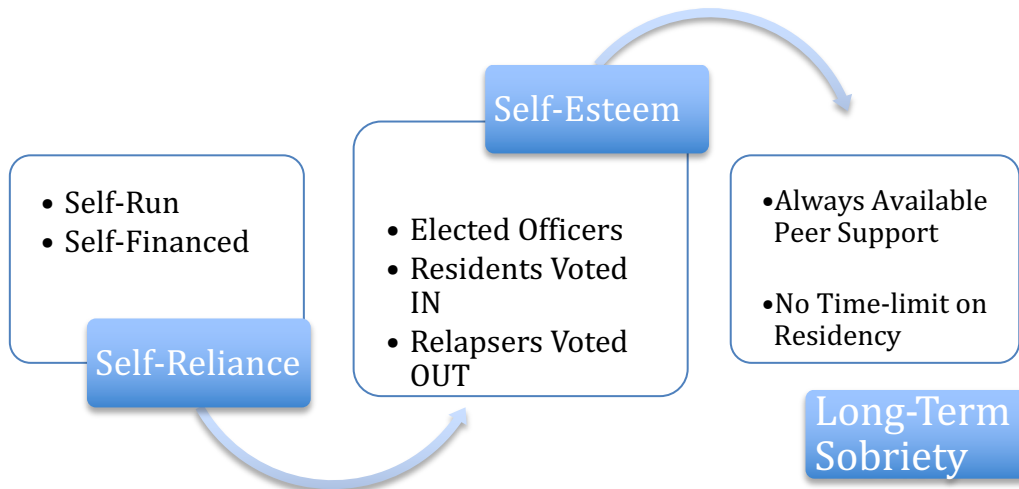 • Self-Run
• Self-Financed
Self-Reliance
Self-Esteem
• Elected Officers
• Residents Voted
IN
• Relapsers Voted
OUT
•Always Available
Peer Support
•No Time-limit on
Residency
Long-Term
Sobriety